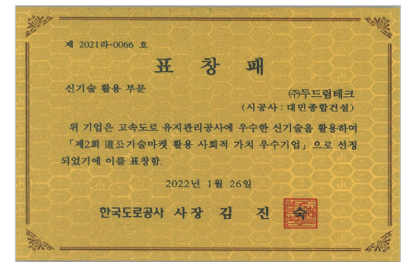 제 2021라-0066 호
표 창 패
신기술 활용 부문
㈜두드림테크
(시공사 : 대민종합건설)
위 기업은 고속도로 유지관리공사에 우수한 신기술을 활용하여
「제2회 道公기술마켓 활용 사회적 가치 우수기업」으로 선정
되었기에 이를 표창함.
2022년 1월 26일
한국도로공사 사장 김 진 숙